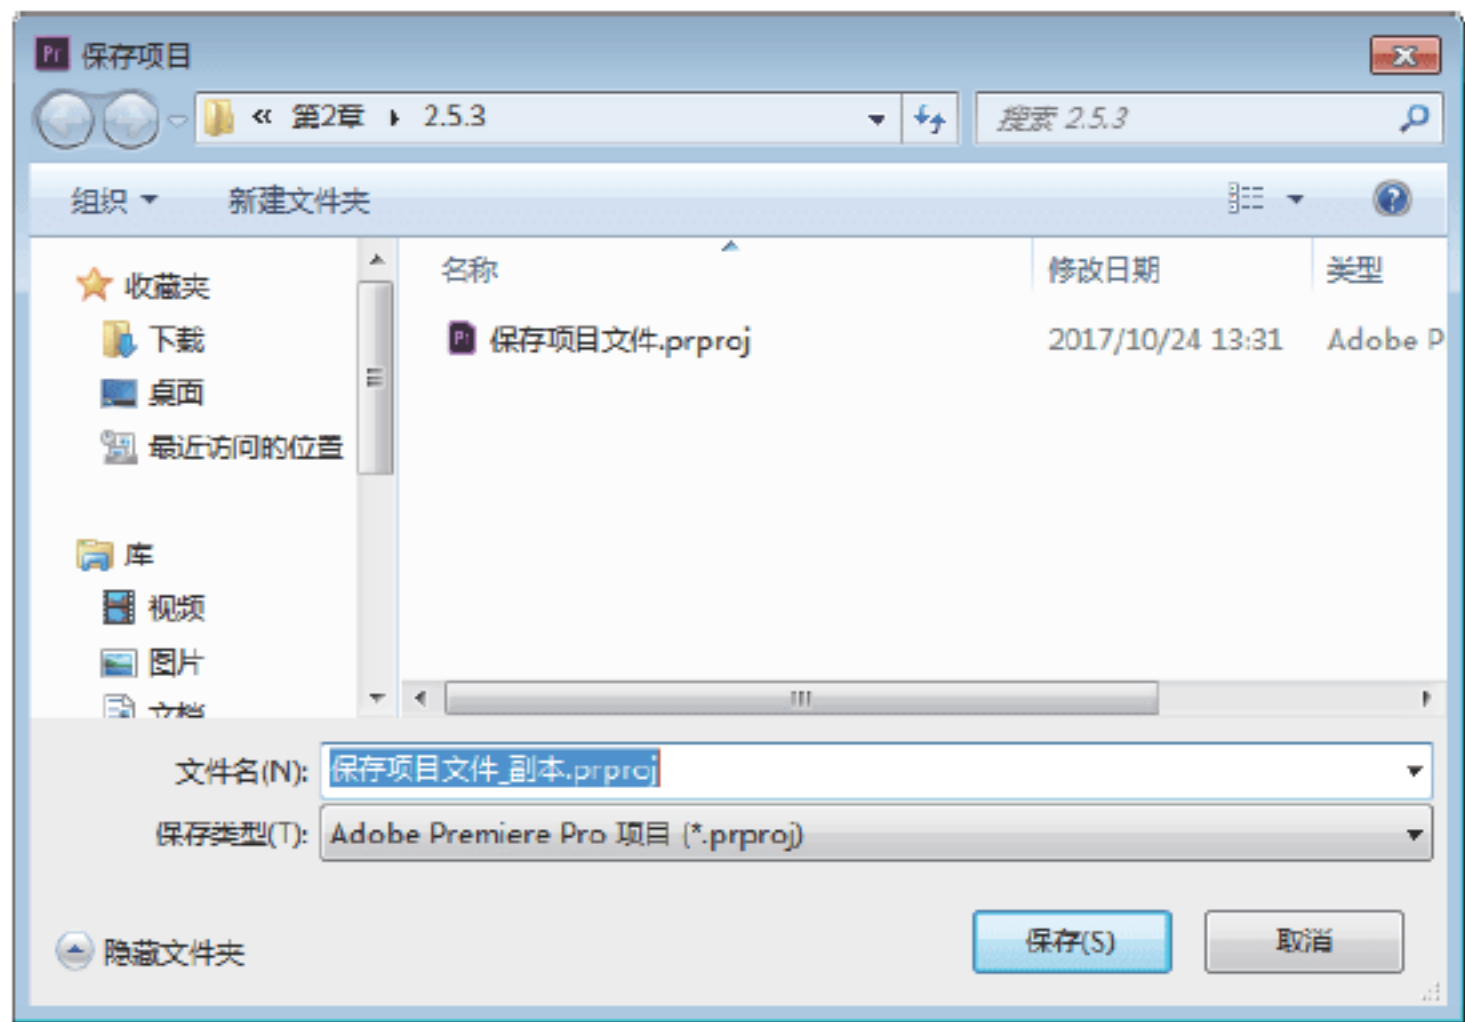 Pr 保存项目
« 第2章 ▸ 2.5.3
搜索 2.5.3
组织 新建文件夹
收藏夹
下载
桌面
最近访问的位置
库
视频
图片
文档
名称 修改日期 类型
Pr 保存项目文件.prproj 2017/10/24 13:31 Adobe P
文件名(N): 保存项目文件_副本.prproj
保存类型(T): Adobe Premiere Pro 项目 (*.prproj)
隐藏文件夹 保存(S) 取消